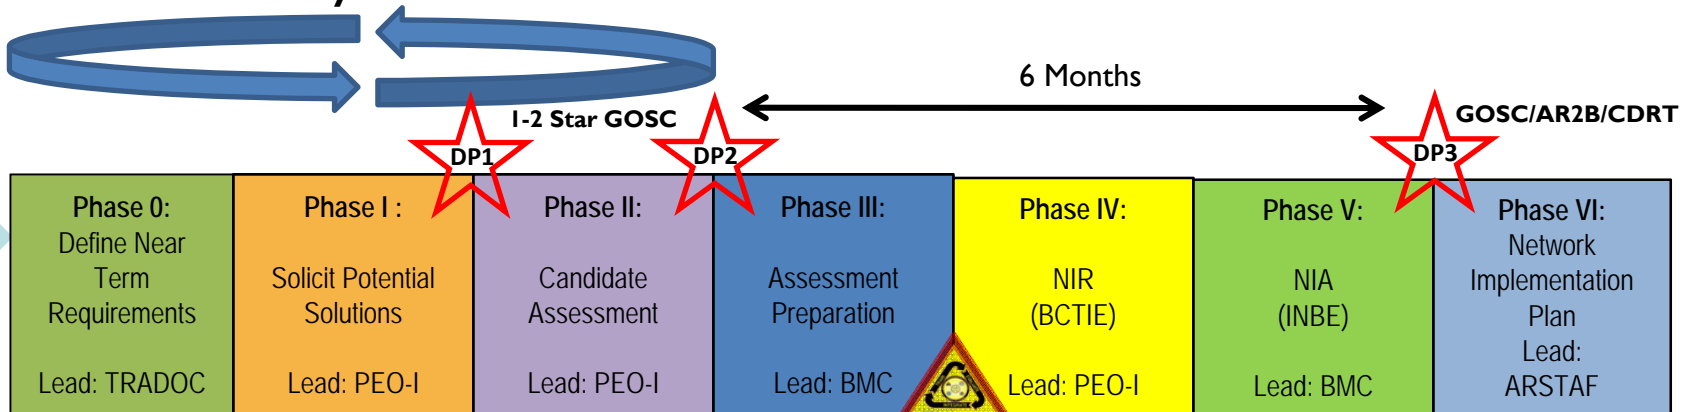 6 Months
1-2 Star GOSC
GOSC/AR2B/CDRT
DP1
DP2
DP3
Phase 0:
Define Near
Term
Requirements
Lead: TRADOC
Phase I :
Solicit Potential
Solutions
Lead: PEO-I
Phase II:
Candidate
Assessment
Lead: PEO-I
Phase III:
Assessment
Preparation
Lead: BMC
Phase IV:
NIR
(BCTIE)
Lead: PEO-I
Phase V:
NIA
(INBE)
Lead: BMC
Phase VI:
Network
Implementation
Plan
Lead:
ARSTAF